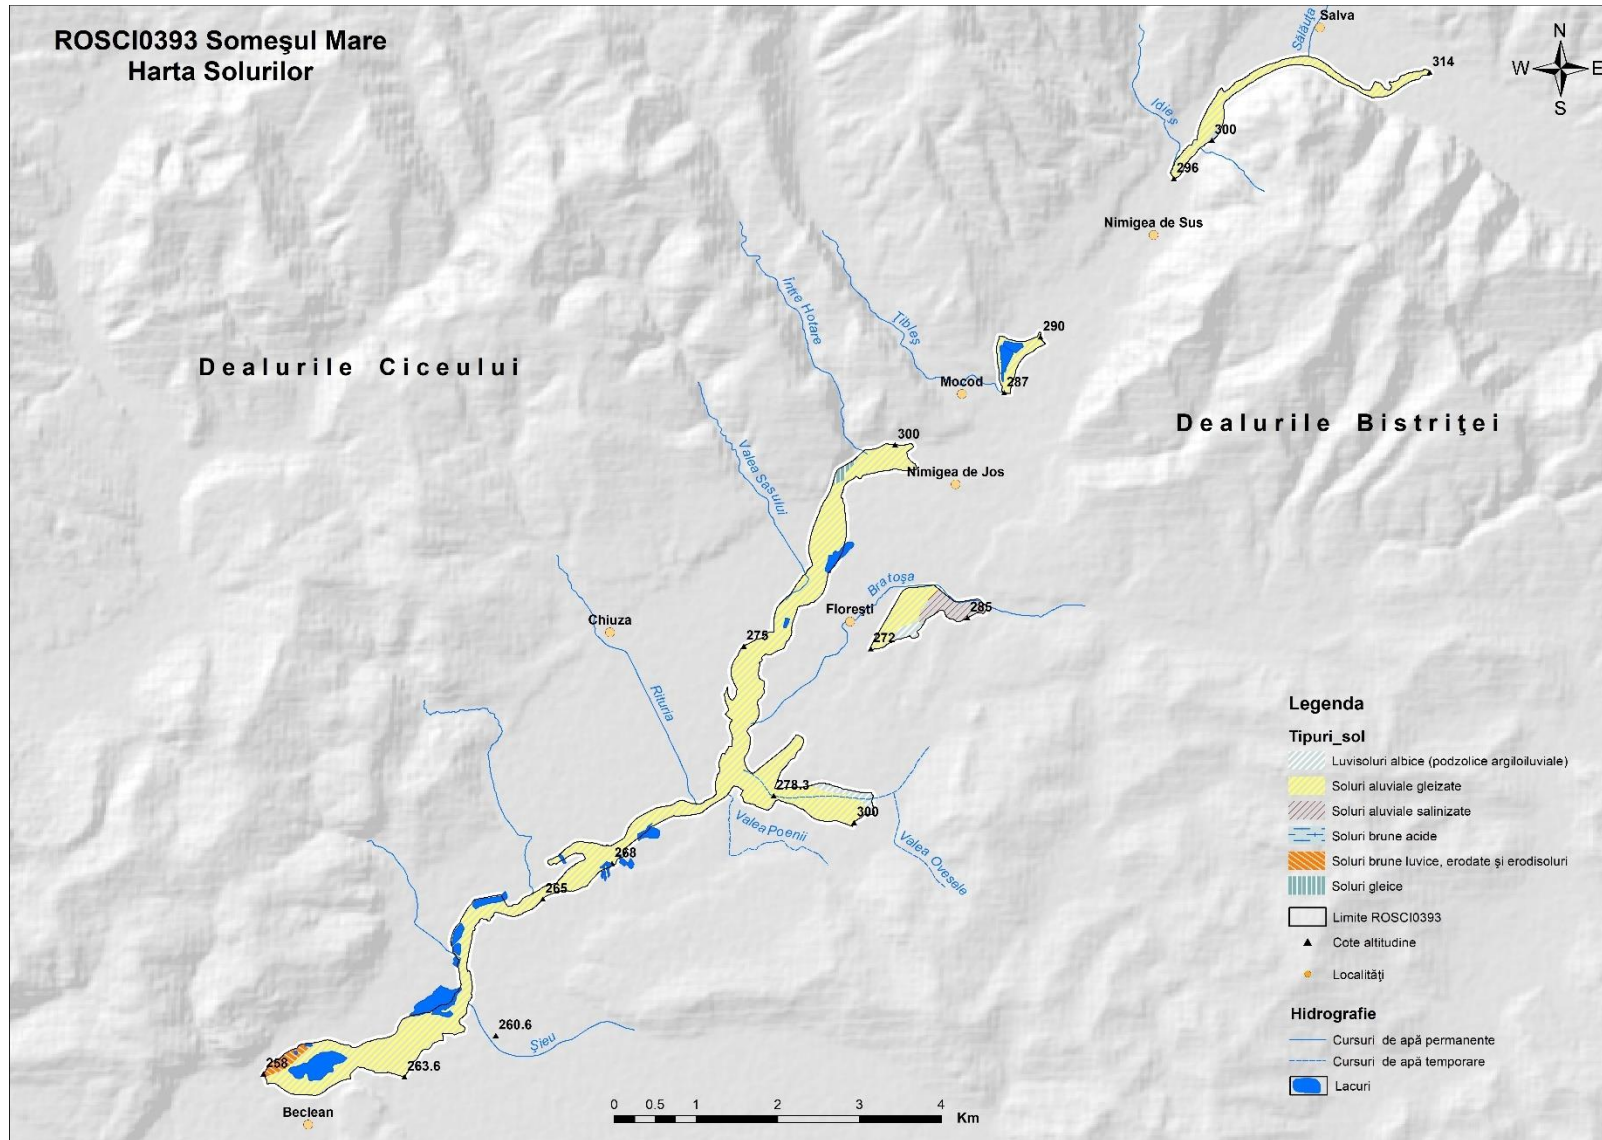 ROSCI0393 Someşul Mare
Harta Solurilor
Salva
Sălăuţa
N
W E
S
314
Idieş
300
296
Nimigea de Sus
Între Hotare
Ţibleş
290
Dealurile Ciceului
Mocod
287
Dealurile Bistriţei
300
Valea Sasului
Nimigea de Jos
Bratoşa
Floreşti
285
Chiuza
275
272
Rituria
278.3
300
Valea Poenii
Valea Ovesele
268
265
260.6
Şieu
258
263.6
Beclean
Legenda
Tipuri_sol
Luvisoluri albice (podzolice argiloiluviale)
Soluri aluviale gleizate
Soluri aluviale salinizate
Soluri brune acide
Soluri brune luvice, erodate şi erodisoluri
Soluri gleice
Limite ROSCI0393
Cote altitudine
Localităţi
Hidrografie
Cursuri de apă permanente
Cursuri de apă temporare
Lacuri
0 0.5 1 2 3 4
Km